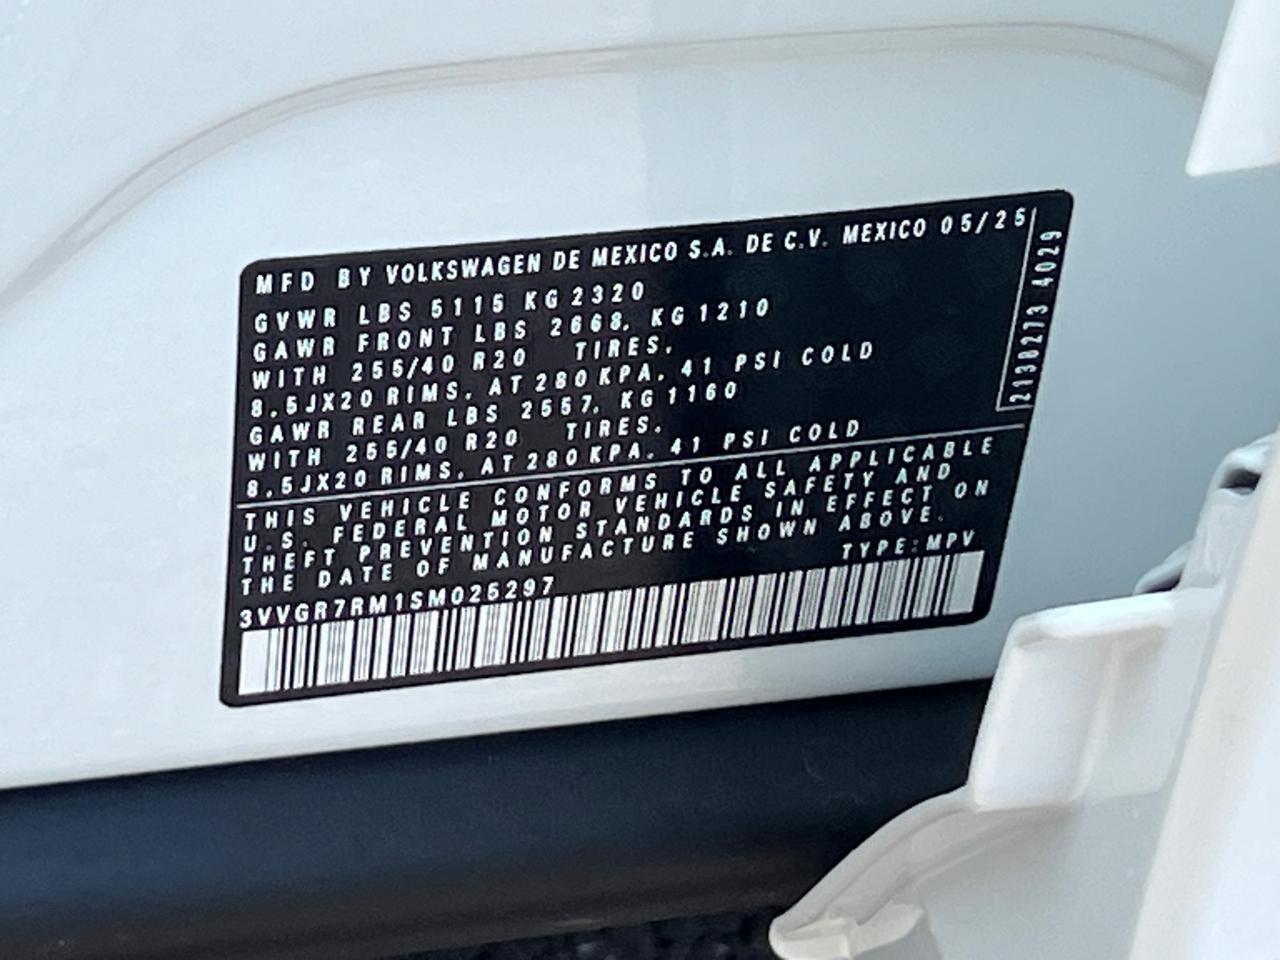 MFD BY VOLKSWAGEN DE MEXICO S.A. DE C.V. MEXICO 05/25
GVWR LBS 5115 KG 2320
GAWR FRONT LBS 2668, KG 1210
WITH 255/40 R20 TIRES,
8.5JX20 RIMS, AT 280 KPA, 41 PSI COLD
GAWR REAR LBS 2557, KG 1160
WITH 255/40 R20 TIRES,
8.5JX20 RIMS, AT 280 KPA, 41 PSI COLD
THIS VEHICLE CONFORMS TO ALL APPLICABLE
U.S. FEDERAL MOTOR VEHICLE SAFETY AND
THEFT PREVENTION STANDARDS IN EFFECT ON
THE DATE OF MANUFACTURE SHOWN ABOVE.
TYPE:MPV
3VVGR7RM1SM025297
2138273 4029